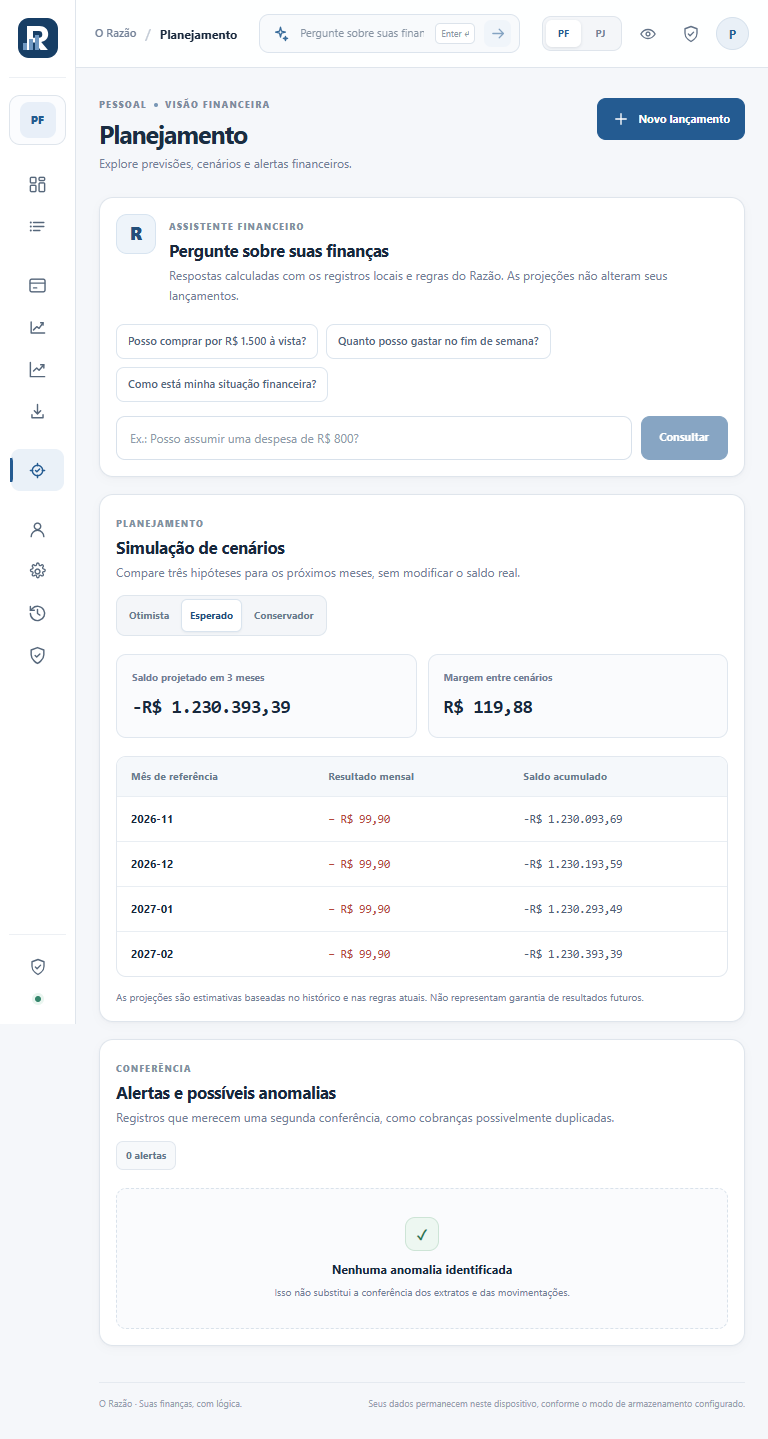 R
O Razão / Planejamento
Pergunte sobre suas finan
Enter ↵
PF
PJ
P
PF
PESSOAL • VISÃO FINANCEIRA
Planejamento
Explore previsões, cenários e alertas financeiros.
Novo lançamento
R
ASSISTENTE FINANCEIRO
Pergunte sobre suas finanças
Respostas calculadas com os registros locais e regras do Razão. As projeções não alteram seus
lançamentos.
Posso comprar por R$ 1.500 à vista?
Quanto posso gastar no fim de semana?
Como está minha situação financeira?
Ex.: Posso assumir uma despesa de R$ 800?
Consultar
PLANEJAMENTO
Simulação de cenários
Compare três hipóteses para os próximos meses, sem modificar o saldo real.
Otimista
Esperado
Conservador
Saldo projetado em 3 meses
-R$ 1.230.393,39
Margem entre cenários
R$ 119,88
Mês de referência Resultado mensal Saldo acumulado
2026-11 − R$ 99,90 -R$ 1.230.093,69
2026-12 − R$ 99,90 -R$ 1.230.193,59
2027-01 − R$ 99,90 -R$ 1.230.293,49
2027-02 − R$ 99,90 -R$ 1.230.393,39
As projeções são estimativas baseadas no histórico e nas regras atuais. Não representam garantia de resultados futuros.
CONFERÊNCIA
Alertas e possíveis anomalias
Registros que merecem uma segunda conferência, como cobranças possivelmente duplicadas.
0 alertas
✓
Nenhuma anomalia identificada
Isso não substitui a conferência dos extratos e das movimentações.
O Razão · Suas finanças, com lógica.
Seus dados permanecem neste dispositivo, conforme o modo de armazenamento configurado.